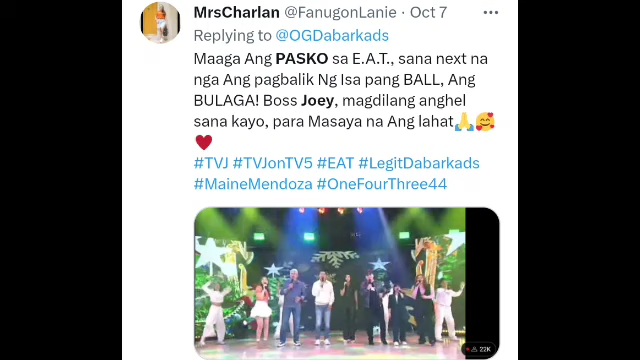 MrsCharlan @FanugonLanie · Oct 7
Replying to @OGDabarkads
Maaga Ang PASKO sa E.A.T., sana next na
nga Ang pagbalik Ng Isa pang BALL, Ang
BULAGA! Boss Joey, magdilang anghel
sana kayo, para Masaya na Ang lahat🙏🥰
♥️
#TVJ #TVJonTV5 #EAT #LegitDabarkads
#MaineMendoza #OneFourThree44
22K